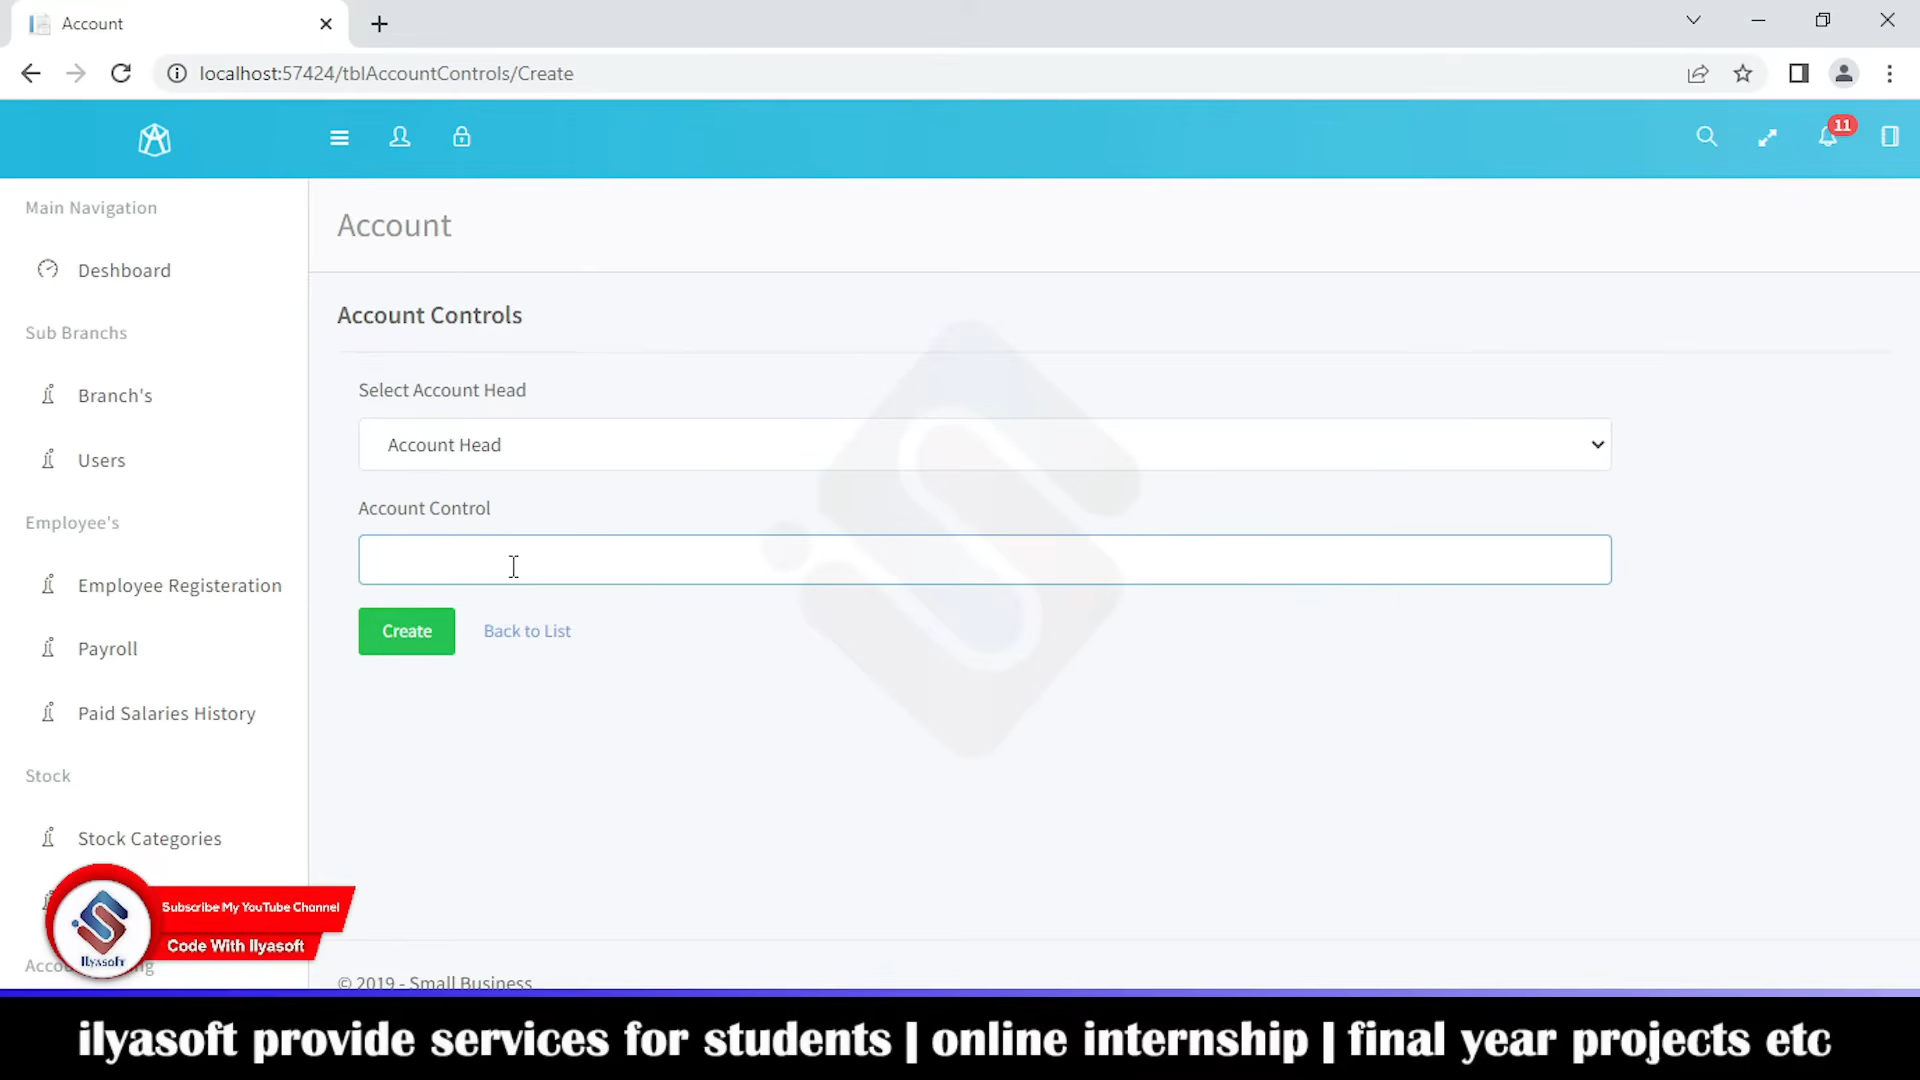 Account
localhost:57424/tblAccountControls/Create
11
Main Navigation
Deshboard
Sub Branchs
Branch's
Users
Employee's
Employee Registeration
Payroll
Paid Salaries History
Stock
Stock Categories
Account
Account Controls
Select Account Head
Account Head
Account Control
Create
Back to List
© 2019 - Small Business
Subscribe My YouTube Channel
Code With Ilyasoft
Ilyasoft
ilyasoft provide services for students | online internship | final year projects etc